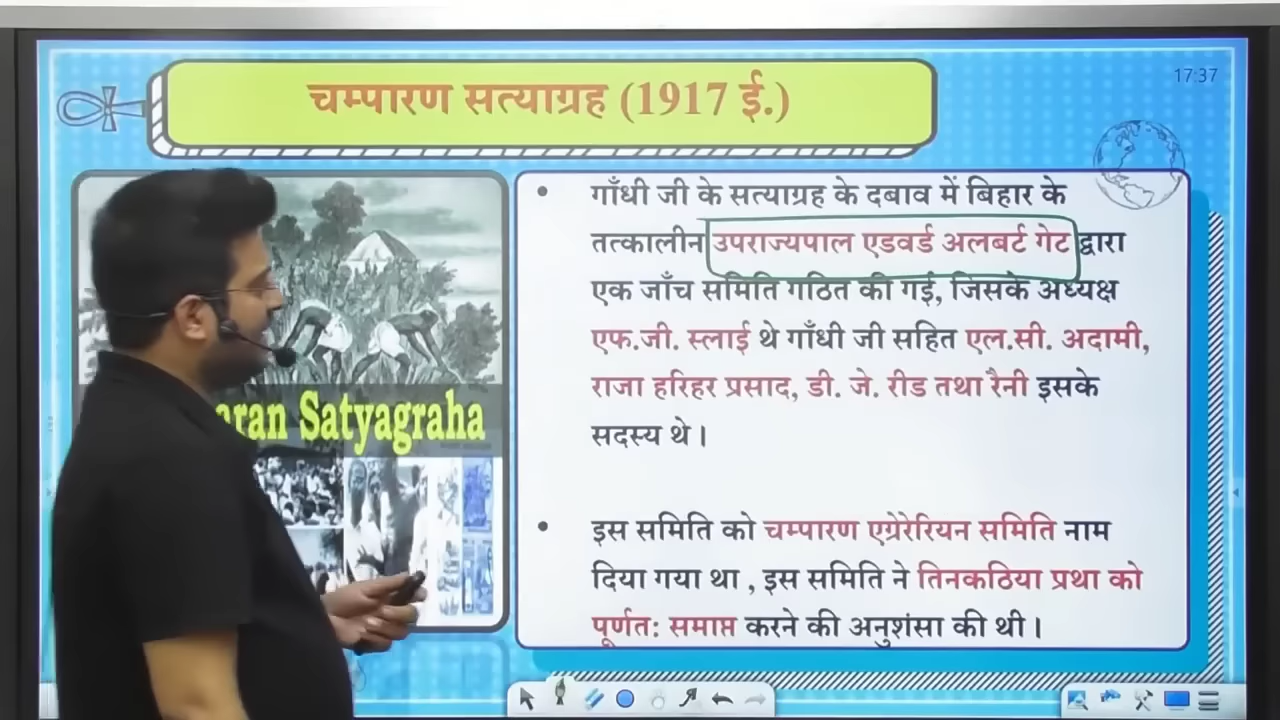 17:37
चम्पारण सत्याग्रह (1917 ई.)
• गाँधी जी के सत्याग्रह के दबाव में बिहार के
तत्कालीन उपराज्यपाल एडवर्ड अलबर्ट गेट द्वारा
एक जाँच समिति गठित की गई, जिसके अध्यक्ष
एफ.जी. स्लाई थे गाँधी जी सहित एल.सी. अदामी,
राजा हरिहर प्रसाद, डी. जे. रीड तथा रैनी इसके
सदस्य थे।
• इस समिति को चम्पारण एग्रेरेरियन समिति नाम
दिया गया था , इस समिति ने तिनकठिया प्रथा को
पूर्णत: समाप्त करने की अनुशंसा की थी।
aran Satyagraha